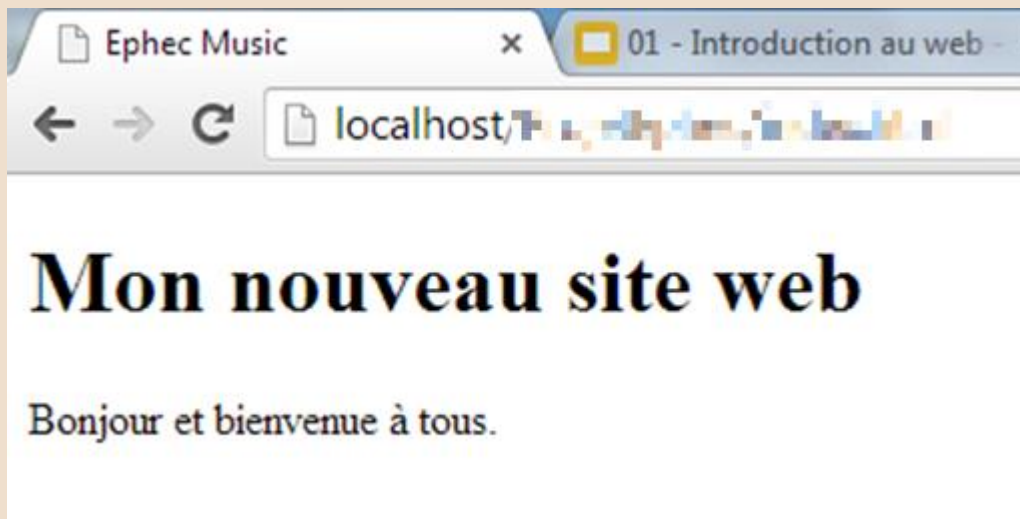 Ephec Music
01 - Introduction au web -
localhost/
Mon nouveau site web
Bonjour et bienvenue à tous.